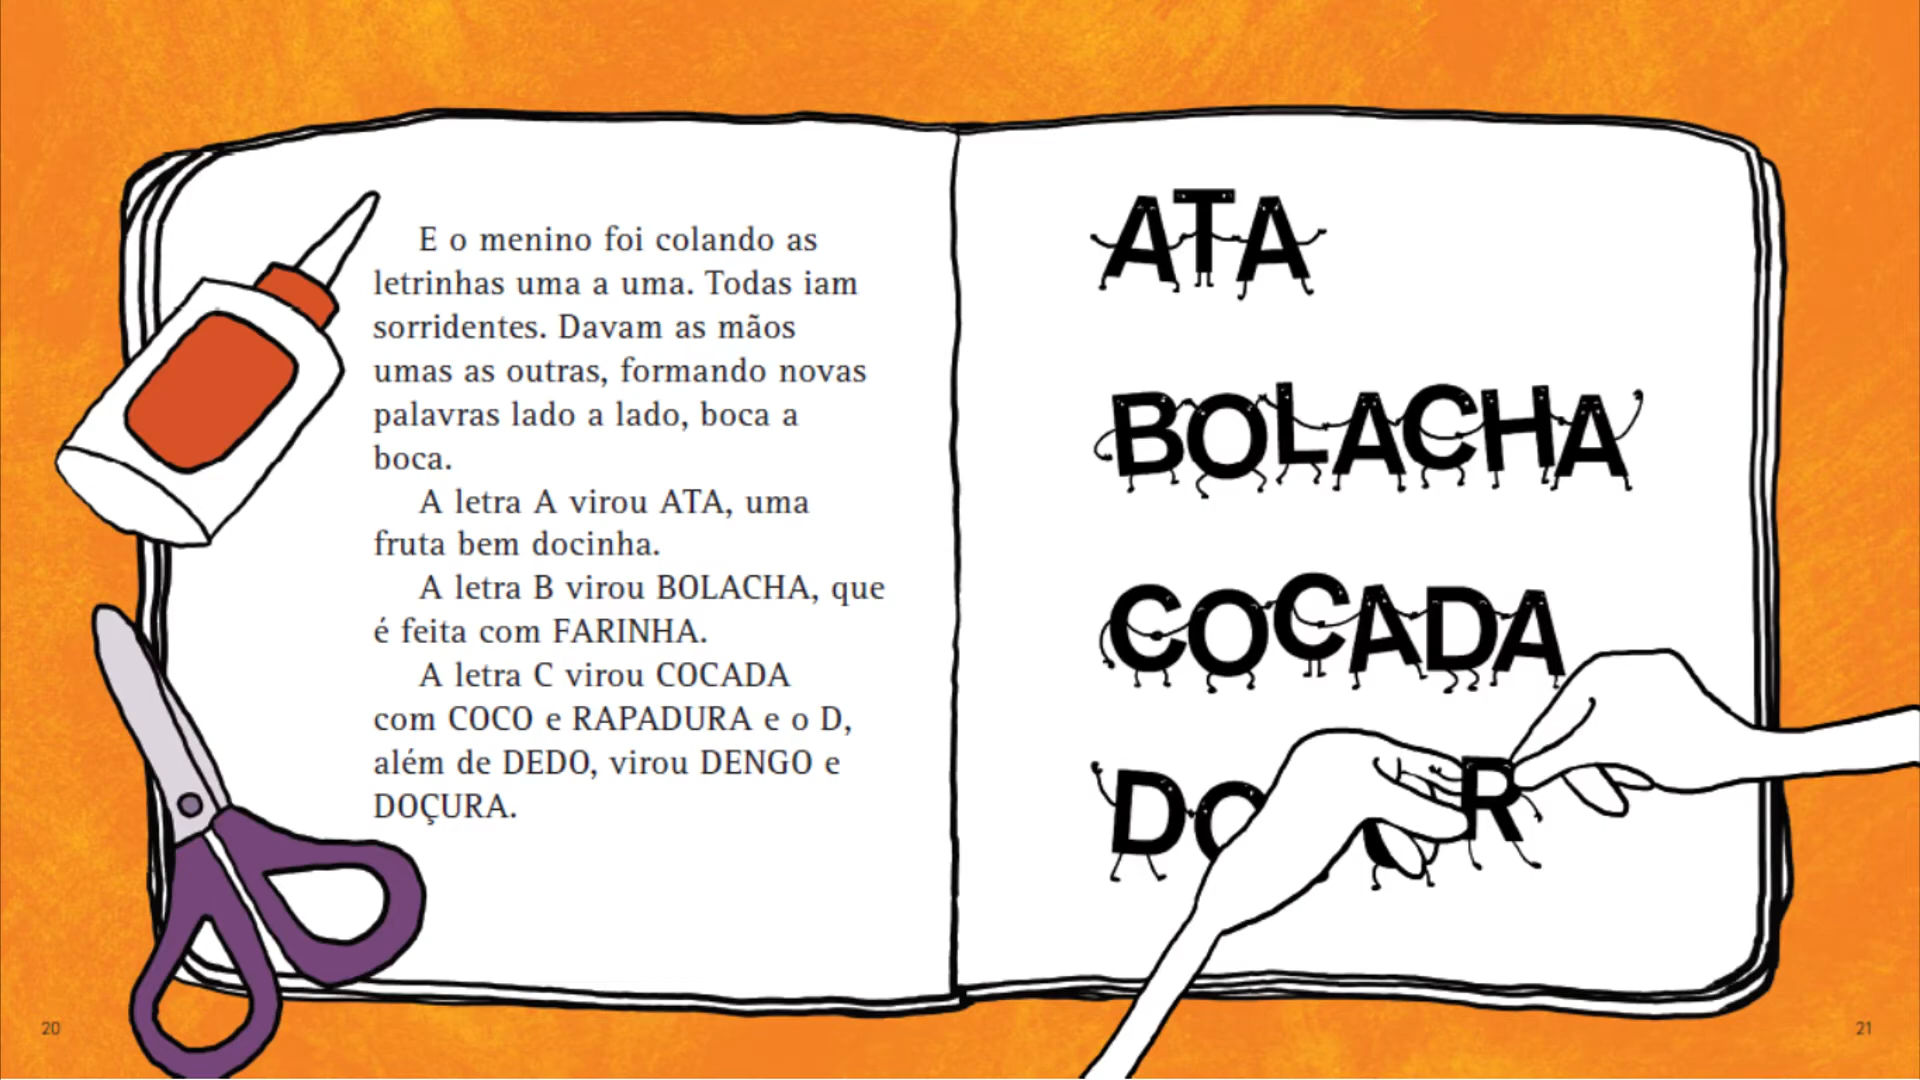 E o menino foi colando as
letrinhas uma a uma. Todas iam
sorridentes. Davam as mãos
umas as outras, formando novas
palavras lado a lado, boca a
boca.
A letra A virou ATA, uma
fruta bem docinha.
A letra B virou BOLACHA, que
é feita com FARINHA.
A letra C virou COCADA
com COCO e RAPADURA e o D,
além de DEDO, virou DENGO e
DOÇURA.
20
ATA
BOLACHA
COCADA
DO R
21